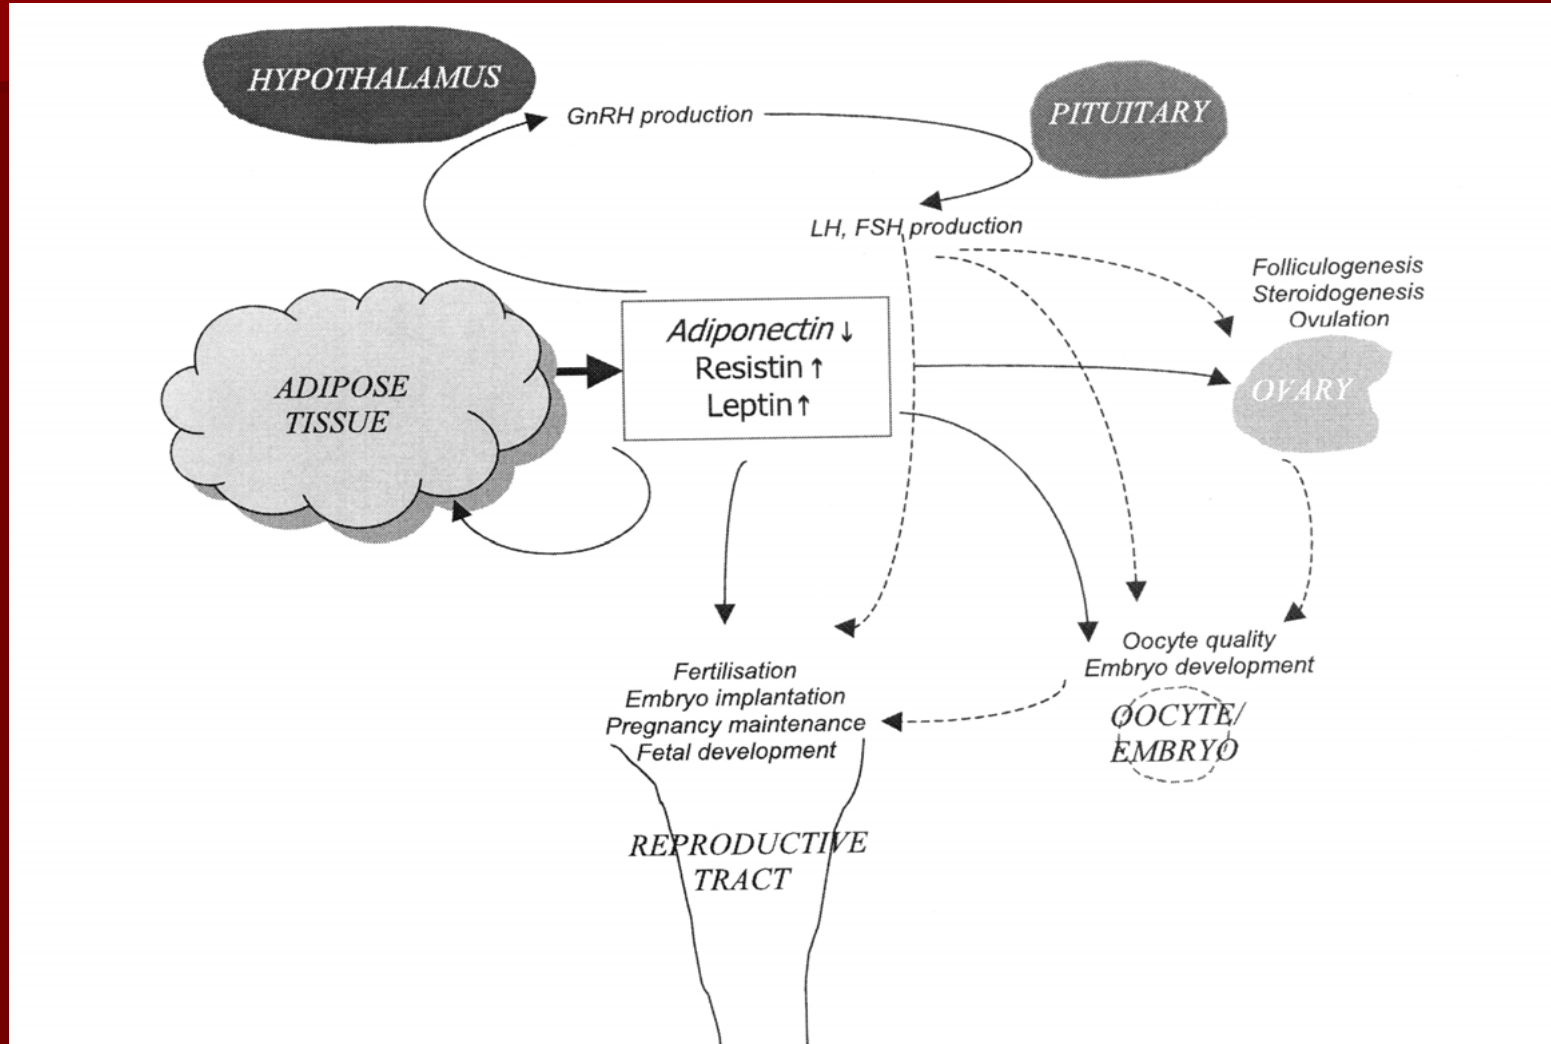 HYPOTHALAMUS
GnRH production
PITUITARY
LH, FSH production
Folliculogenesis
Steroidogenesis
Ovulation
OVARY
ADIPOSE
TISSUE
Adiponectin ↓
Resistin ↑
Leptin ↑
Oocyte quality
Embryo development
OOCYTE/
EMBRYO
Fertilisation
Embryo implantation
Pregnancy maintenance
Fetal development
REPRODUCTIVE
TRACT